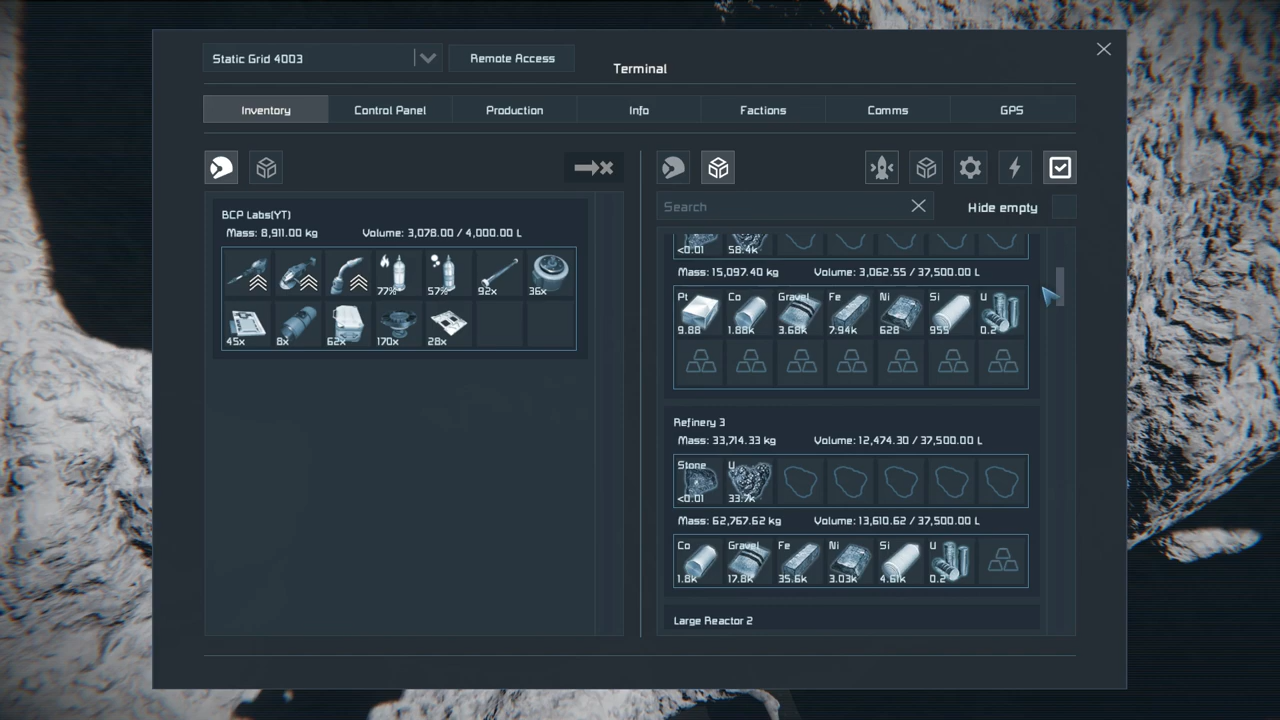 Static Grid 4003
Remote Access
Terminal
Inventory
Control Panel
Production
Info
Factions
Comms
GPS
BCP Labs(YT)
Mass: 8,911.00 kg
Volume: 3,078.00 / 4,000.00 L
77%
57%
92x
36x
45x
8x
62x
170x
28x
Search
Hide empty
<0.01
58.4k
Mass: 15,097.40 kg
Volume: 3,062.55 / 37,500.00 L
Pt
Co
Gravel
Fe
Ni
Si
U
9.88
1.88k
3.68k
7.94k
628
955
0.2
Refinery 3
Mass: 33,714.33 kg
Volume: 12,474.30 / 37,500.00 L
Stone
U
<0.01
33.7k
Mass: 62,767.62 kg
Volume: 13,610.62 / 37,500.00 L
Co
Gravel
Fe
Ni
Si
U
1.8k
17.8k
35.6k
3.03k
4.61k
0.2
Large Reactor 2